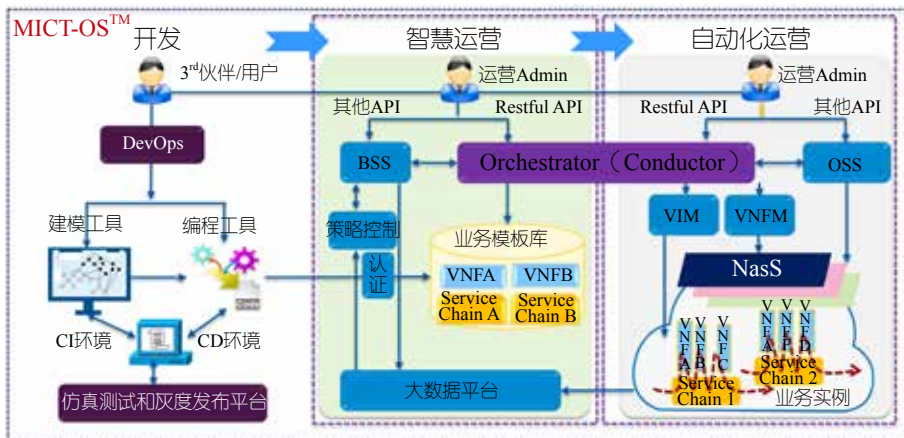 MICT-OS™
开发
智慧运营
自动化运营
3rd伙伴/用户
运营Admin
运营Admin
其他API
Restful API
Restful API
其他API
DevOps
BSS
Orchestrator（Conductor）
OSS
建模工具
编程工具
策略控制
认证
业务模板库
VNFA
VNFB
Service Chain A
Service Chain B
VIM
VNFM
NasS
CI环境
CD环境
仿真测试和灰度发布平台
大数据平台
VNFA
VNFB
VNFC
Service Chain 1
VNFA
VNFP
VNFD
Service Chain 2
业务实例